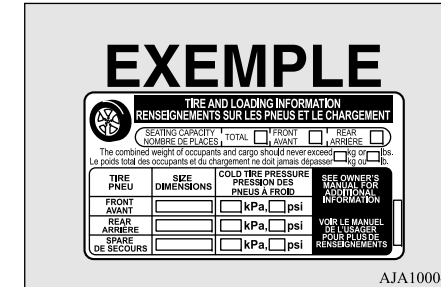 EXEMPLE
TIRE AND LOADING INFORMATION
RENSEIGNEMENTS SUR LES PNEUS ET LE CHARGEMENT
SEATING CAPACITY TOTAL FRONT REAR
NOMBRE DE PLACES AVANT ARRIÈRE
The combined weight of occupants and cargo should never exceed kg or lbs.
Le poids total des occupants et du chargement ne doit jamais dépasser kg ou lb.
TIRE
PNEU
SIZE
DIMENSIONS
COLD TIRE PRESSURE
PRESSION DES
PNEUS À FROID
SEE OWNER'S
MANUAL FOR
ADDITIONAL
INFORMATION
FRONT
AVANT
kPa, psi
REAR
ARRIÈRE
kPa, psi
SPARE
DE SECOURS
kPa, psi
VOIR LE MANUEL
DE L'USAGER
POUR PLUS DE
RENSEIGNEMENTS